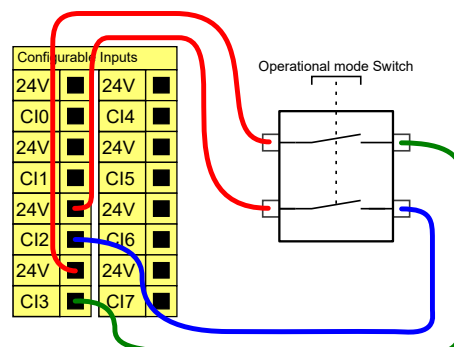 Configurable Inputs
Operational mode Switch
24V 24V
CI0 CI4
24V 24V
CI1 CI5
24V 24V
CI2 CI6
24V 24V
CI3 CI7